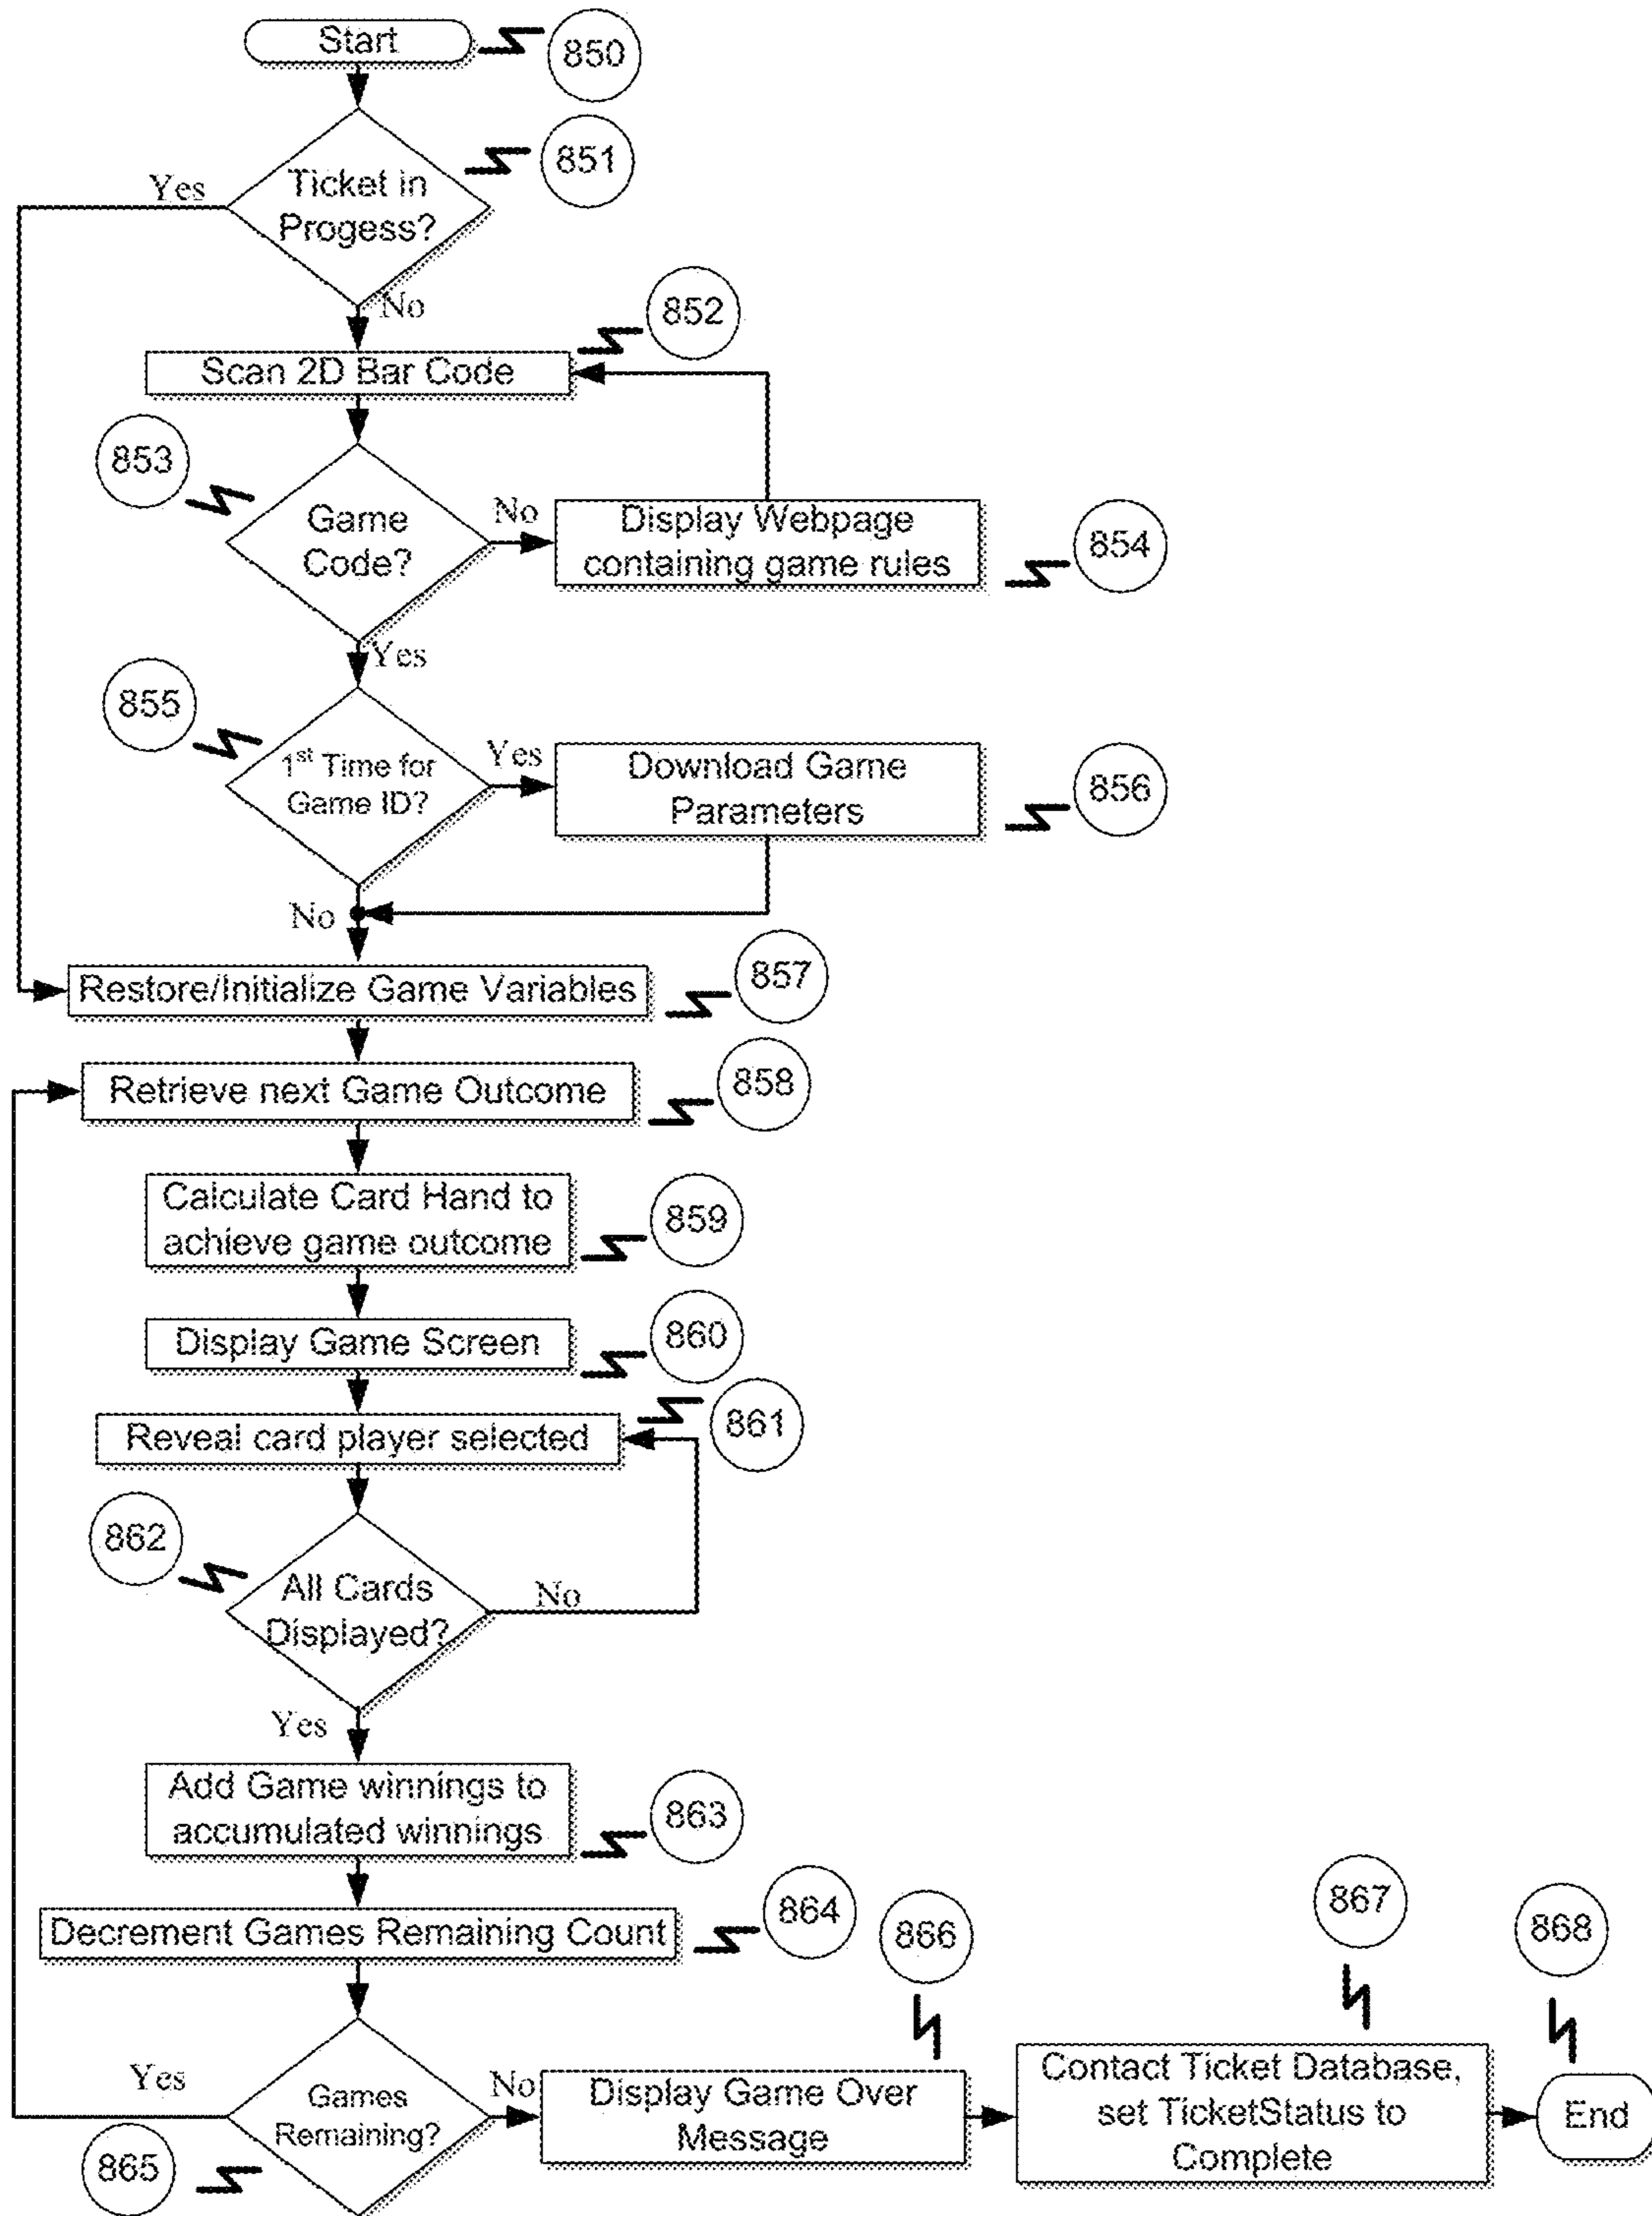 Start
850
851
Yes
Ticket in
Progess?
No
852
Scan 2D Bar Code
853
Game
Code?
No
Display Webpage
containing game rules
854
Yes
855
1st Time for
Game ID?
Yes
Download Game
Parameters
856
No
857
Restore/Initialize Game Variables
858
Retrieve next Game Outcome
Calculate Card Hand to
achieve game outcome
859
Display Game Screen
860
861
Reveal card player selected
862
All Cards
Displayed?
No
Yes
Add Game winnings to
accumulated winnings
863
Decrement Games Remaining Count
864
866
867
868
Yes
Games
Remaining?
865
No
Display Game Over
Message
Contact Ticket Database,
set TicketStatus to
Complete
End